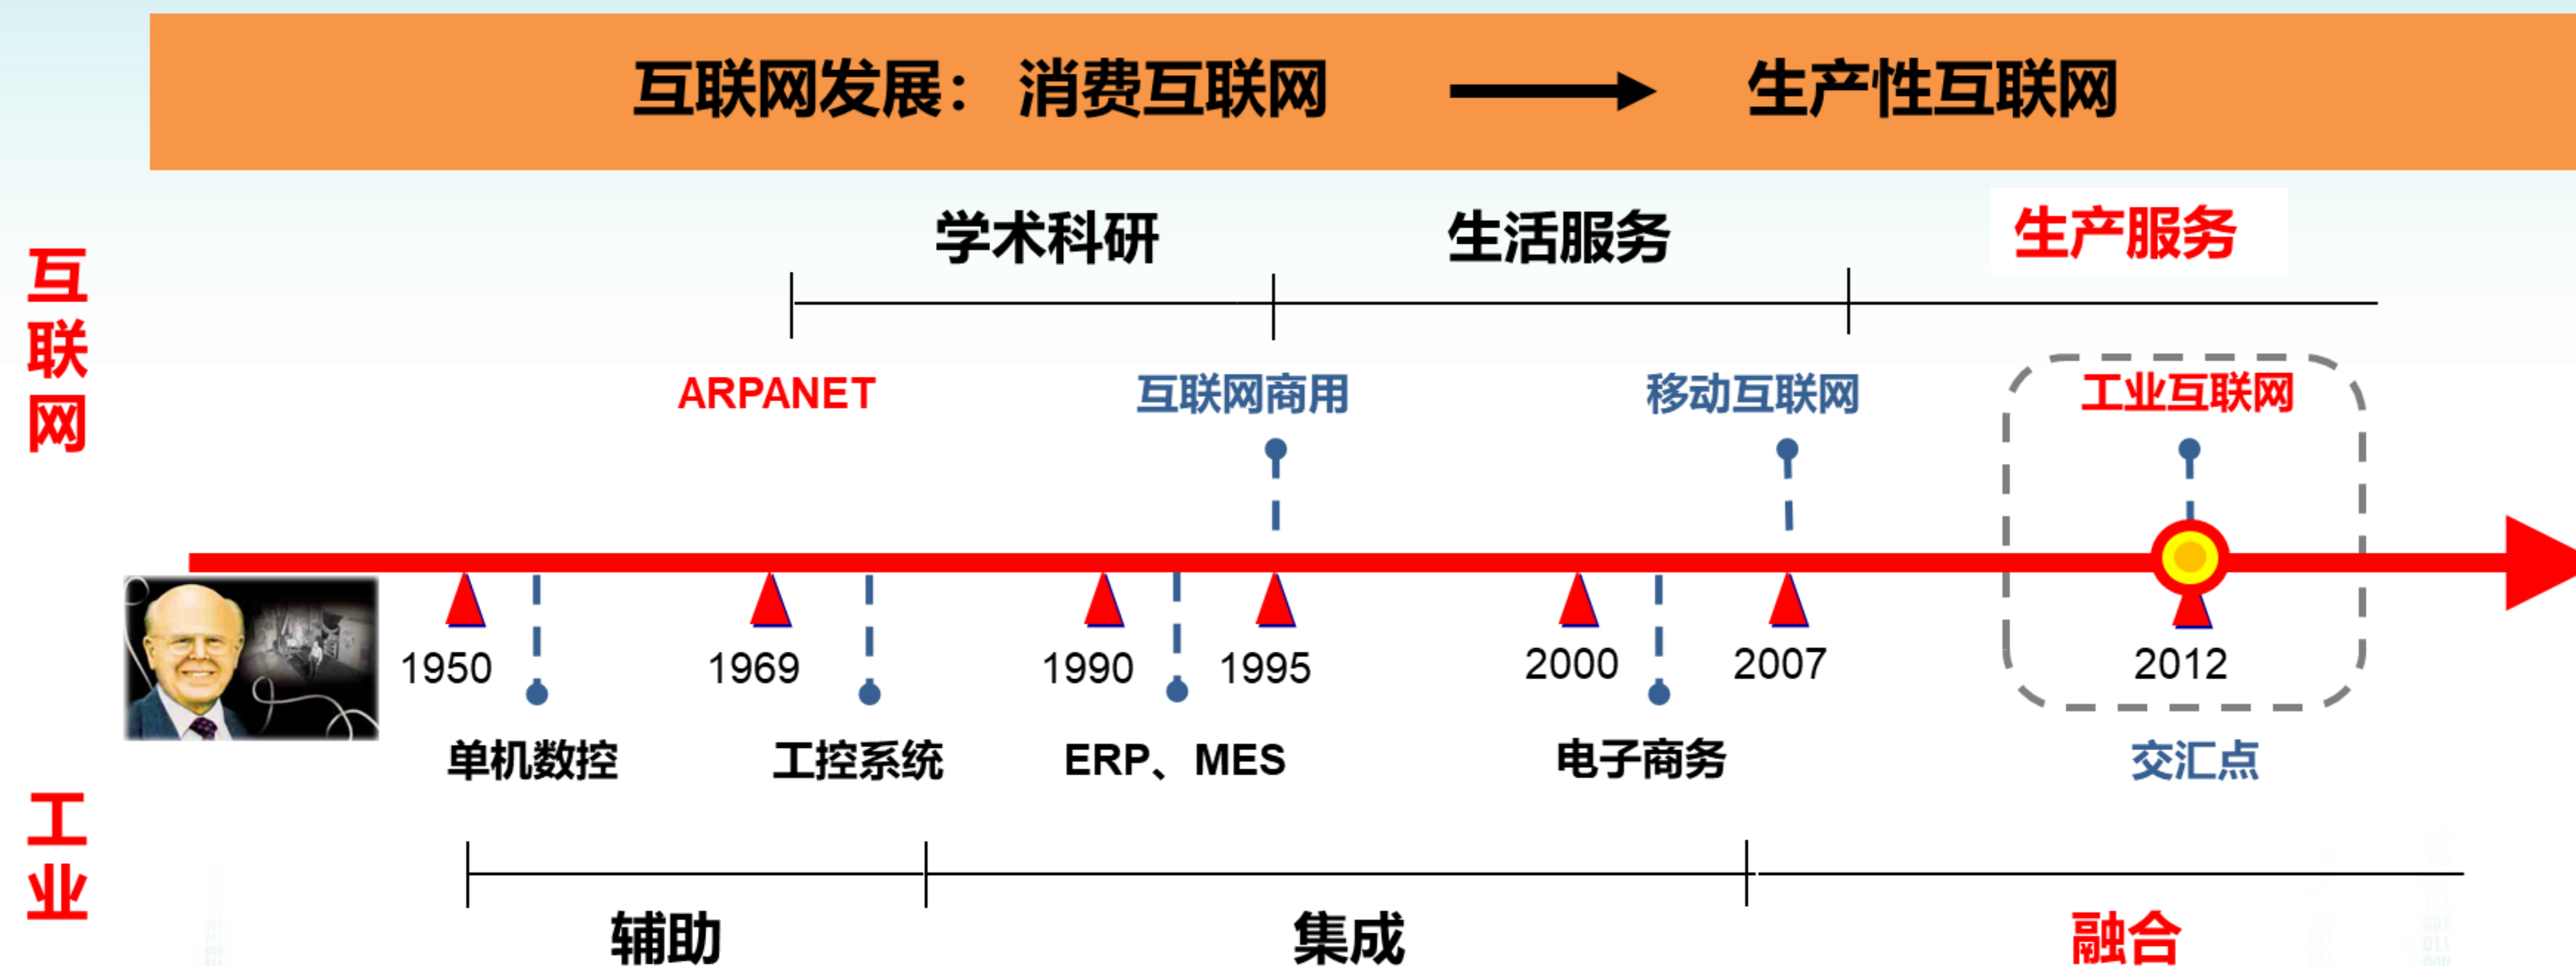 互联网发展： 消费互联网 生产性互联网
学术科研 生活服务 生产服务
互联网
ARPANET 互联网商用 移动互联网 工业互联网
1950 1969 1990 1995 2000 2007 2012
单机数控 工控系统 ERP、MES 电子商务 交汇点
工业
辅助 集成 融合